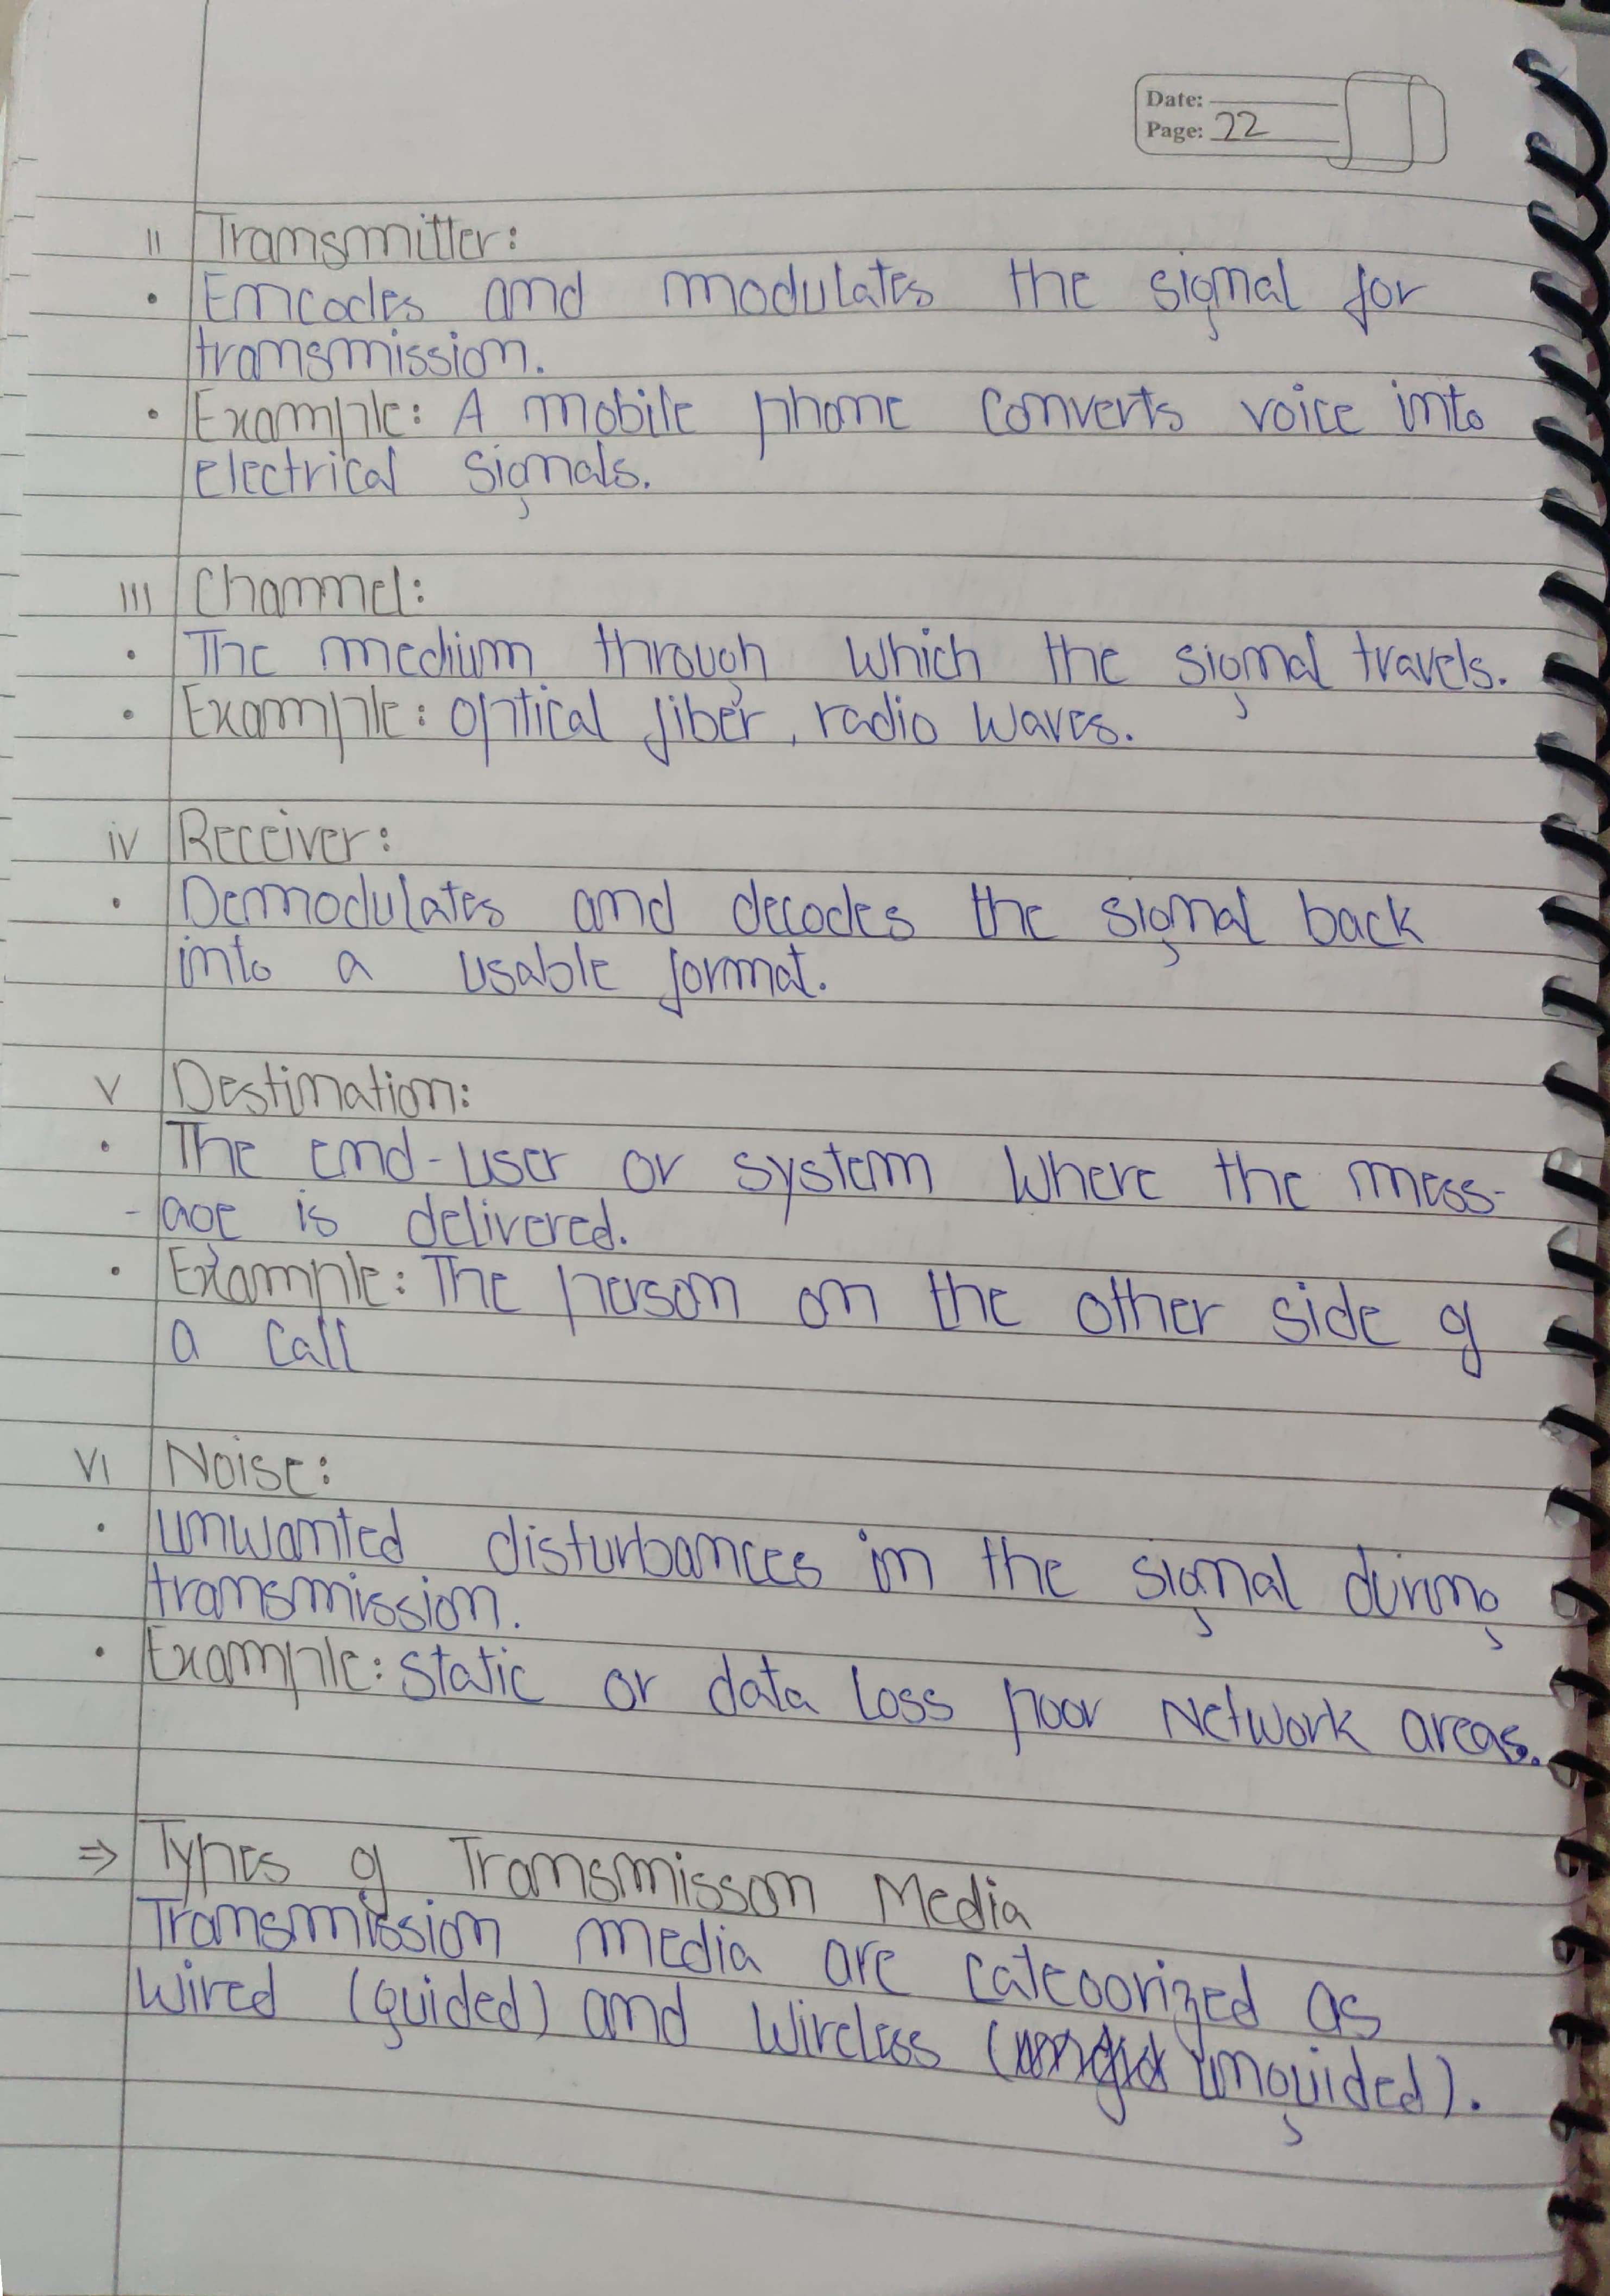 Date:
Page: 22
ii Transmitter:
• Encodes and modulates the signal for
transmission.
• Example: A mobile phone converts voice into
electrical signals.
iii Channel:
• The medium through which the signal travels.
• Example: optical fiber, radio waves.
iv Receiver:
• Demodulates and decodes the signal back
into a usable format.
v Destination:
• The end-user or system where the mess-
-age is delivered.
• Example: The person on the other side of
a call
vi Noise:
• unwanted disturbances in the signal during
transmission.
• Example: static or data loss poor Network areas.
⇒ Types of Transmisson Media
Transmission media are categorized as
wired (guided) and wireless (unguided).